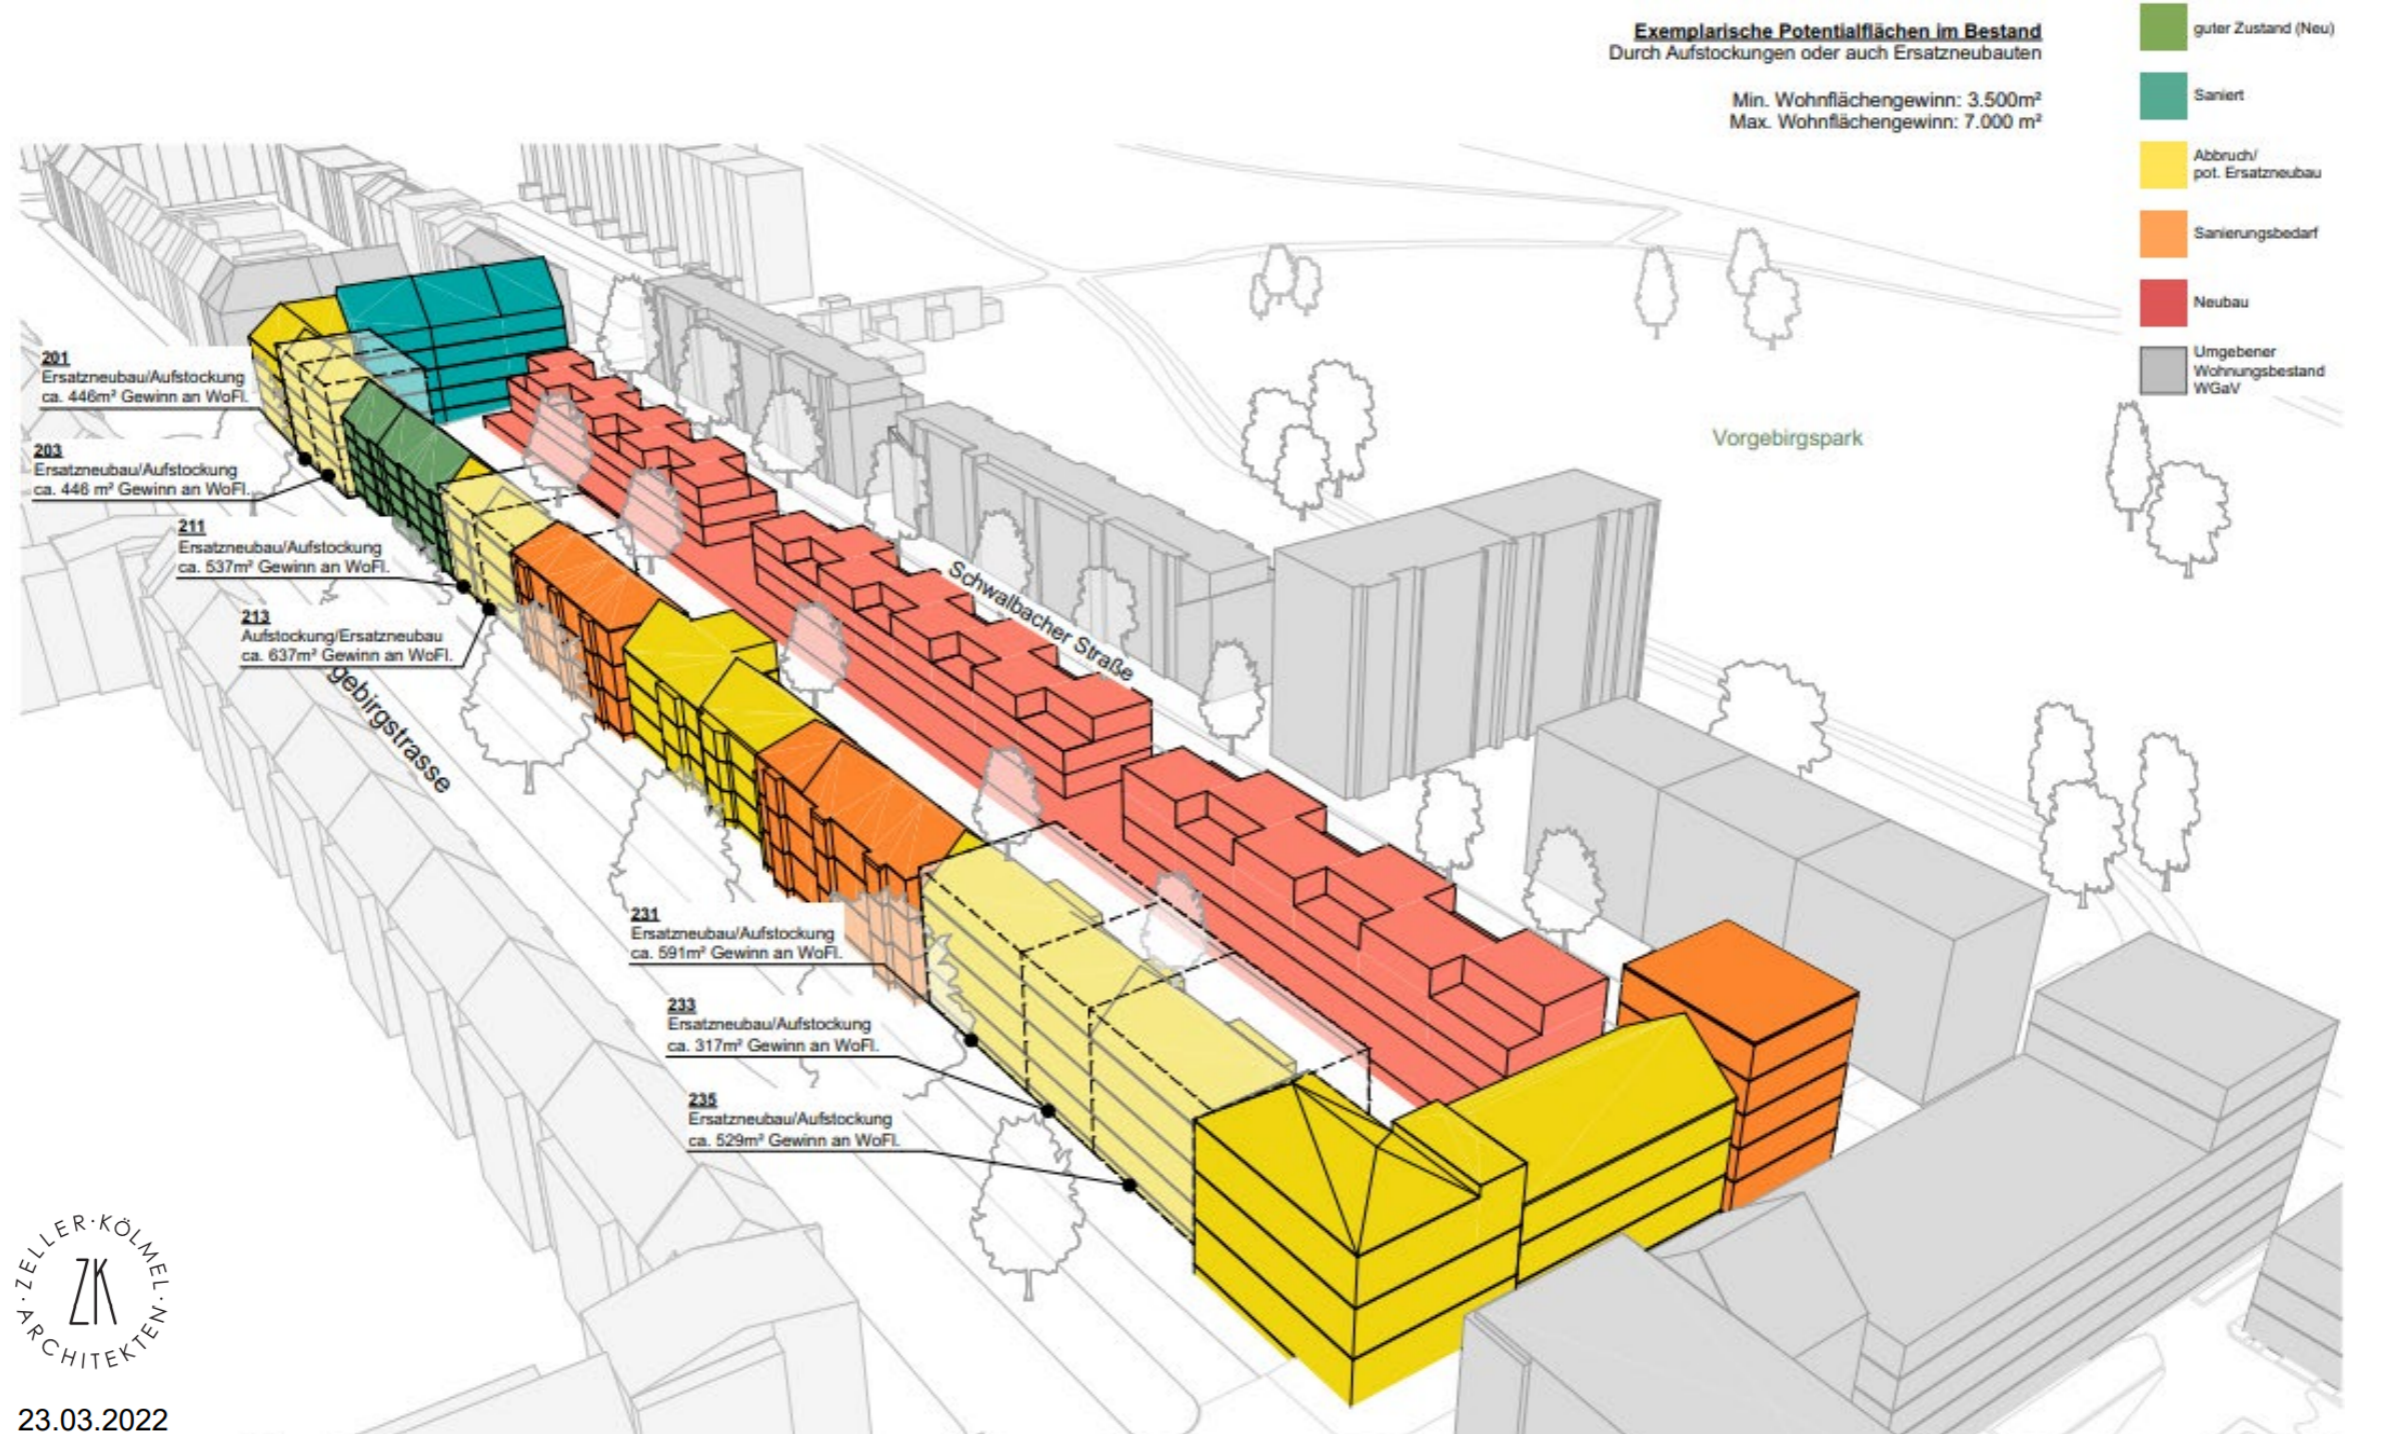 Exemplarische Potentialflächen im Bestand
Durch Aufstockungen oder auch Ersatzneubauten
Min. Wohnflächengewinn: 3.500m²
Max. Wohnflächengewinn: 7.000 m²
guter Zustand (Neu)
Saniert
Abbruch/
pot. Ersatzneubau
Sanierungsbedarf
Neubau
Umgebener
Wohnungsbestand
WGaV
Vorgebirgspark
Schwalbacher Straße
gebirgstrasse
201
Ersatzneubau/Aufstockung
ca. 446m² Gewinn an WoFl.
203
Ersatzneubau/Aufstockung
ca. 446 m² Gewinn an WoFl.
211
Ersatzneubau/Aufstockung
ca. 537m² Gewinn an WoFl.
213
Aufstockung/Ersatzneubau
ca. 637m² Gewinn an WoFl.
231
Ersatzneubau/Aufstockung
ca. 591m² Gewinn an WoFl.
233
Ersatzneubau/Aufstockung
ca. 317m² Gewinn an WoFl.
235
Ersatzneubau/Aufstockung
ca. 529m² Gewinn an WoFl.
ZELLER·KÖLMEL·
ARCHITEKTEN·
ZK
23.03.2022